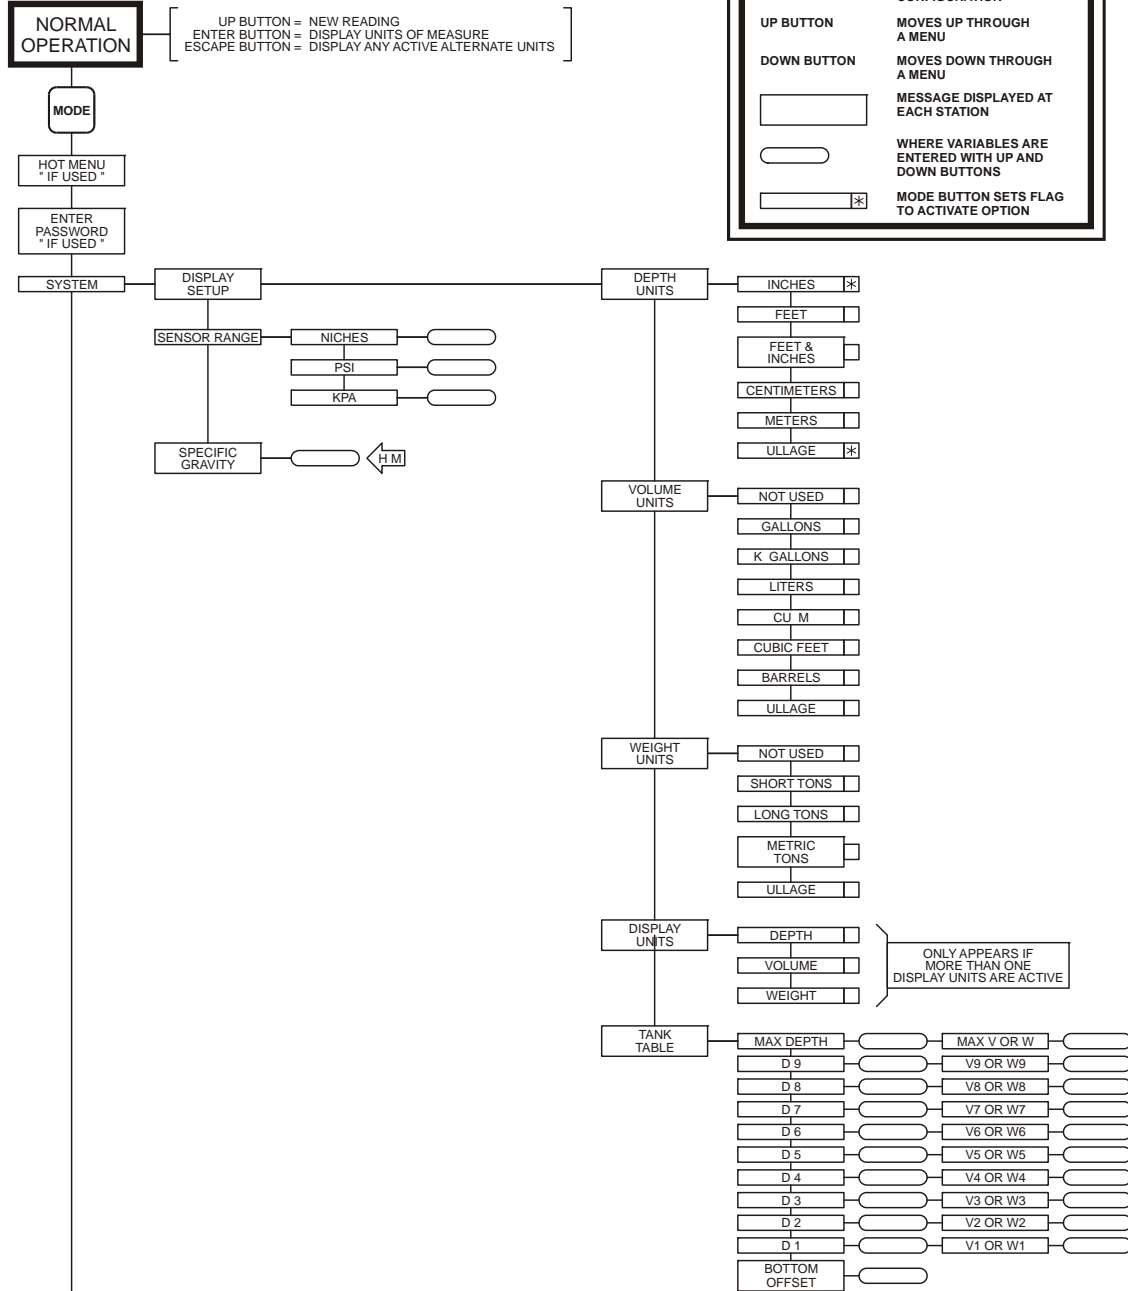 NORMAL
OPERATION
UP BUTTON = NEW READING
ENTER BUTTON = DISPLAY UNITS OF MEASURE
ESCAPE BUTTON = DISPLAY ANY ACTIVE ALTERNATE UNITS
UP BUTTON MOVES UP THROUGH
A MENU
DOWN BUTTON MOVES DOWN THROUGH
A MENU
MESSAGE DISPLAYED AT
EACH STATION
WHERE VARIABLES ARE
ENTERED WITH UP AND
DOWN BUTTONS
* MODE BUTTON SETS FLAG
TO ACTIVATE OPTION
MODE
HOT MENU
" IF USED "
ENTER
PASSWORD
" IF USED "
SYSTEM
DISPLAY
SETUP
SENSOR RANGE
NICHES
PSI
KPA
SPECIFIC
GRAVITY
H M
DEPTH
UNITS
INCHES *
FEET
FEET &
INCHES
CENTIMETERS
METERS
ULLAGE *
VOLUME
UNITS
NOT USED
GALLONS
K GALLONS
LITERS
CU M
CUBIC FEET
BARRELS
ULLAGE
WEIGHT
UNITS
NOT USED
SHORT TONS
LONG TONS
METRIC
TONS
ULLAGE
DISPLAY
UNITS
DEPTH
VOLUME
WEIGHT
ONLY APPEARS IF
MORE THAN ONE
DISPLAY UNITS ARE ACTIVE
TANK
TABLE
MAX DEPTH MAX V OR W
D 9 V9 OR W9
D 8 V8 OR W8
D 7 V7 OR W7
D 6 V6 OR W6
D 5 V5 OR W5
D 4 V4 OR W4
D 3 V3 OR W3
D 2 V2 OR W2
D 1 V1 OR W1
BOTTOM
OFFSET